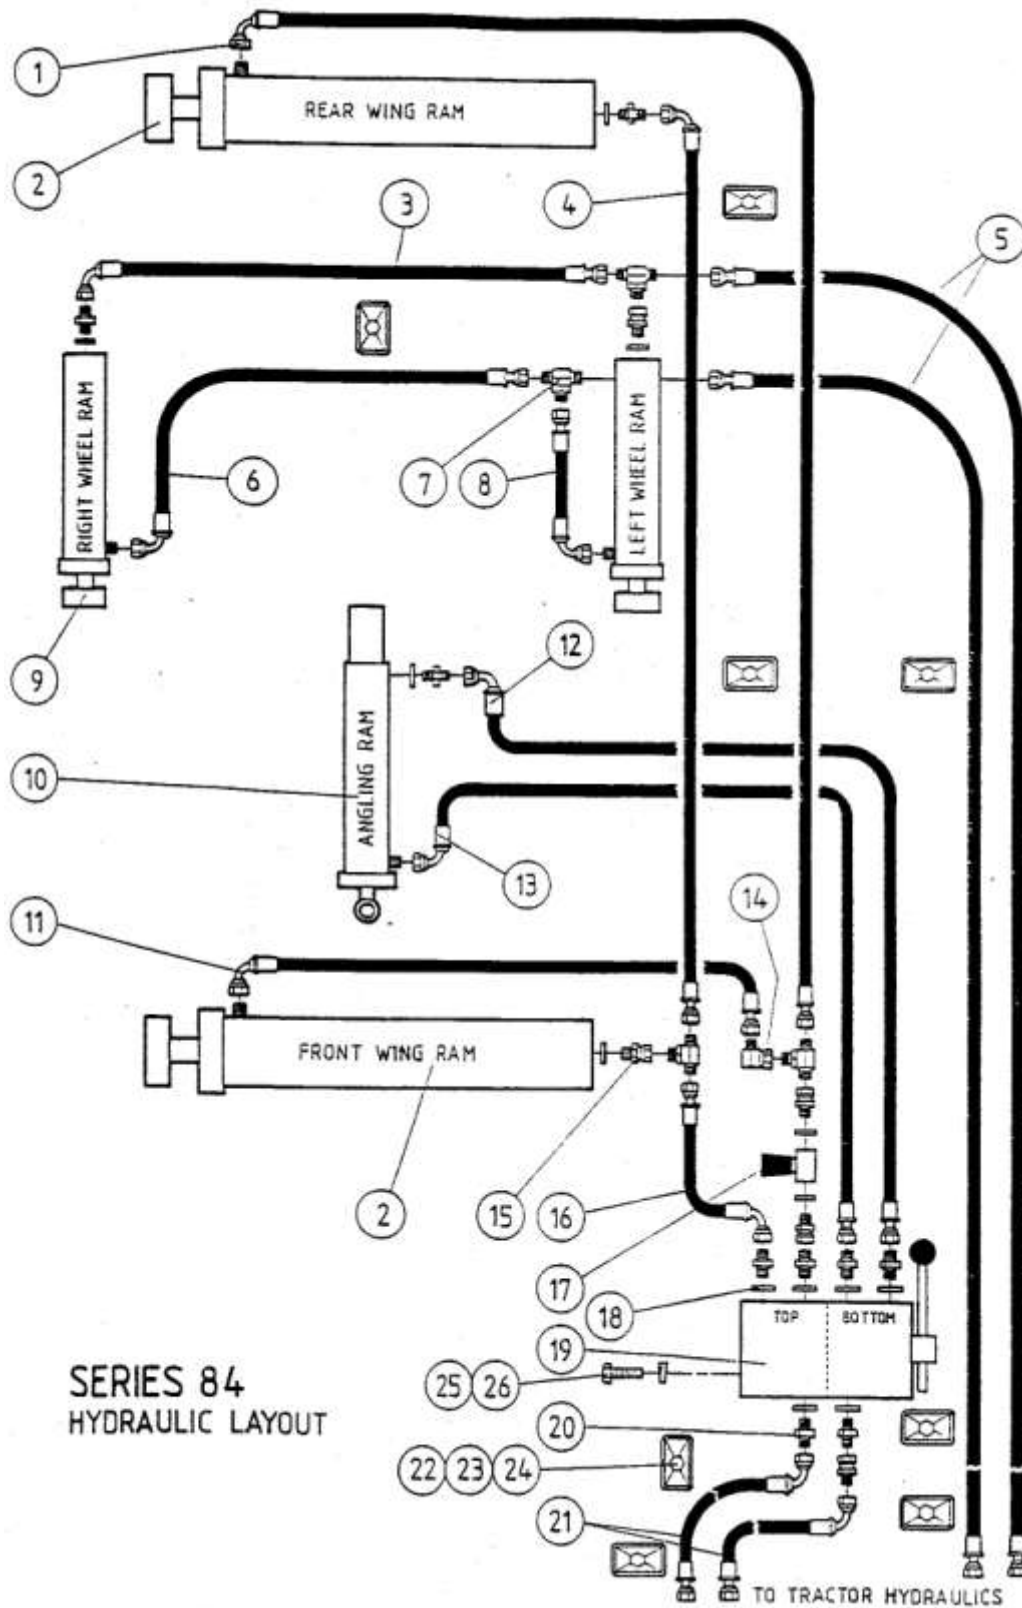 1
REAR WING RAM
2
3
4
5
RIGHT WHEEL RAM
LEFT WHEEL RAM
6
7
8
9
12
ANGLING RAM
10
13
14
11
FRONT WING RAM
2
15
16
17
18
TOP
BOTTOM
19
SERIES 84
HYDRAULIC LAYOUT
25
26
20
22
23
24
21
TO TRACTOR HYDRAULICS